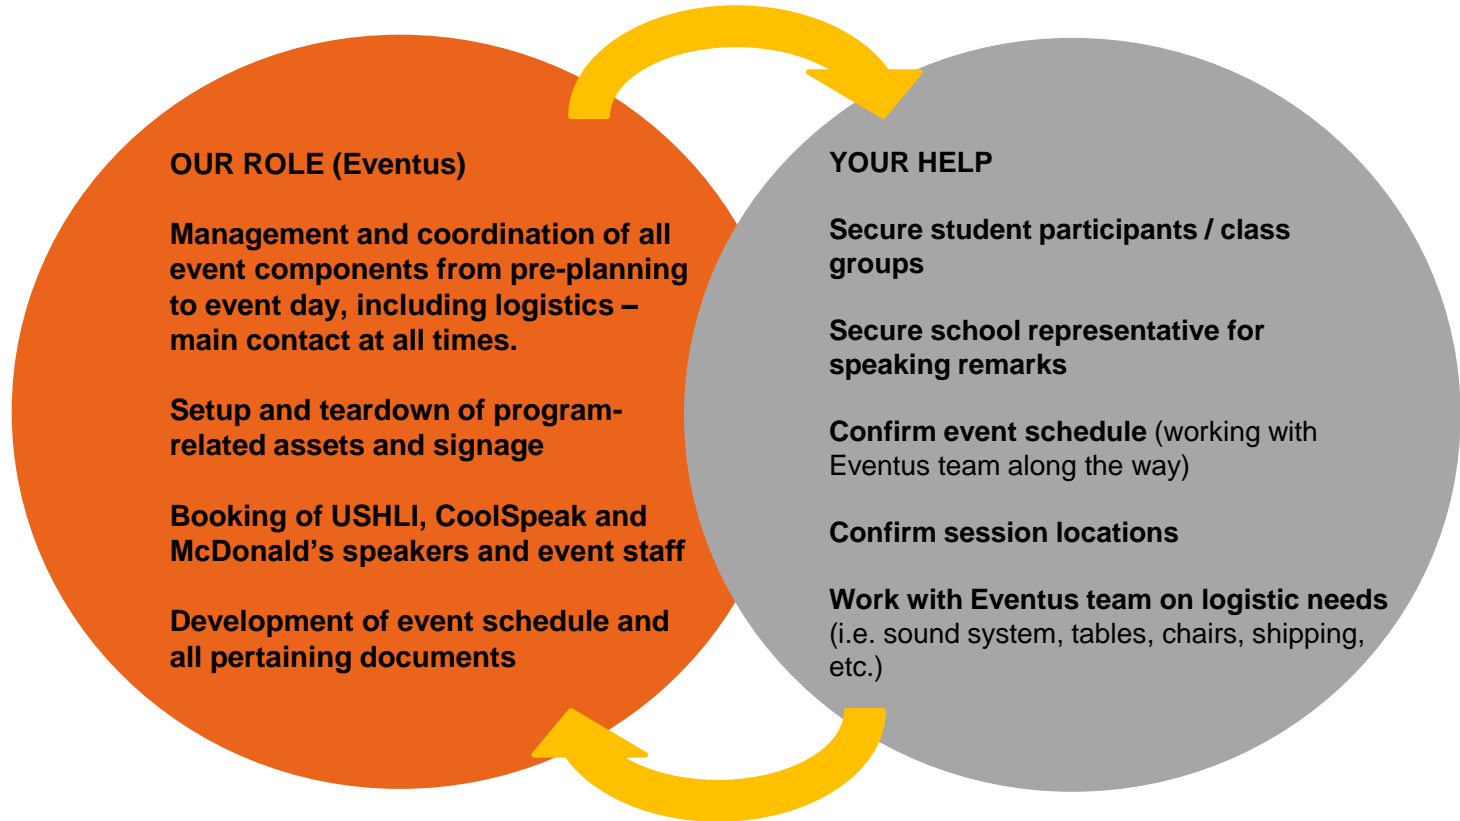 OUR ROLE (Eventus)
Management and coordination of all
event components from pre-planning
to event day, including logistics –
main contact at all times.
Setup and teardown of program-
related assets and signage
Booking of USHLI, CoolSpeak and
McDonald’s speakers and event staff
Development of event schedule and
all pertaining documents
YOUR HELP
Secure student participants / class
groups
Secure school representative for
speaking remarks
Confirm event schedule (working with
Eventus team along the way)
Confirm session locations
Work with Eventus team on logistic needs
(i.e. sound system, tables, chairs, shipping,
etc.)